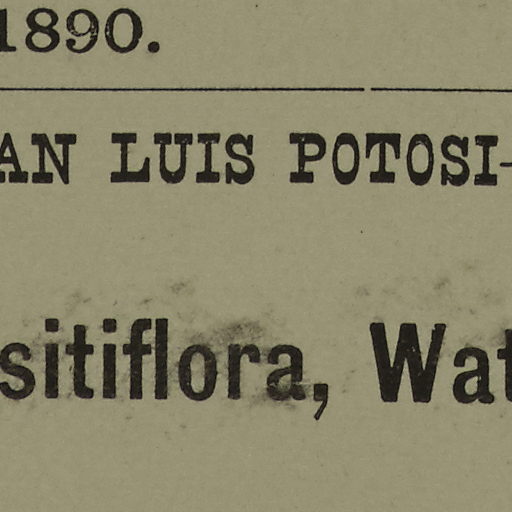 1890.
AN LUIS POTOSI-
sitiflora, Wat